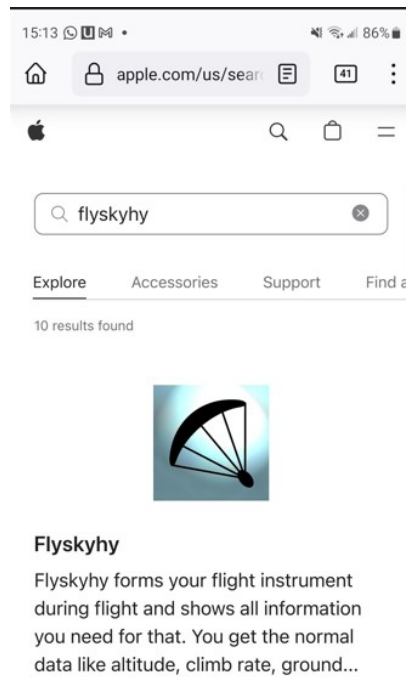 15:13 86%
apple.com/us/sear 41
flyskyhy
Explore Accessories Support Find a
10 results found
Flyskyhy
Flyskyhy forms your flight instrument
during flight and shows all information
you need for that. You get the normal
data like altitude, climb rate, ground...